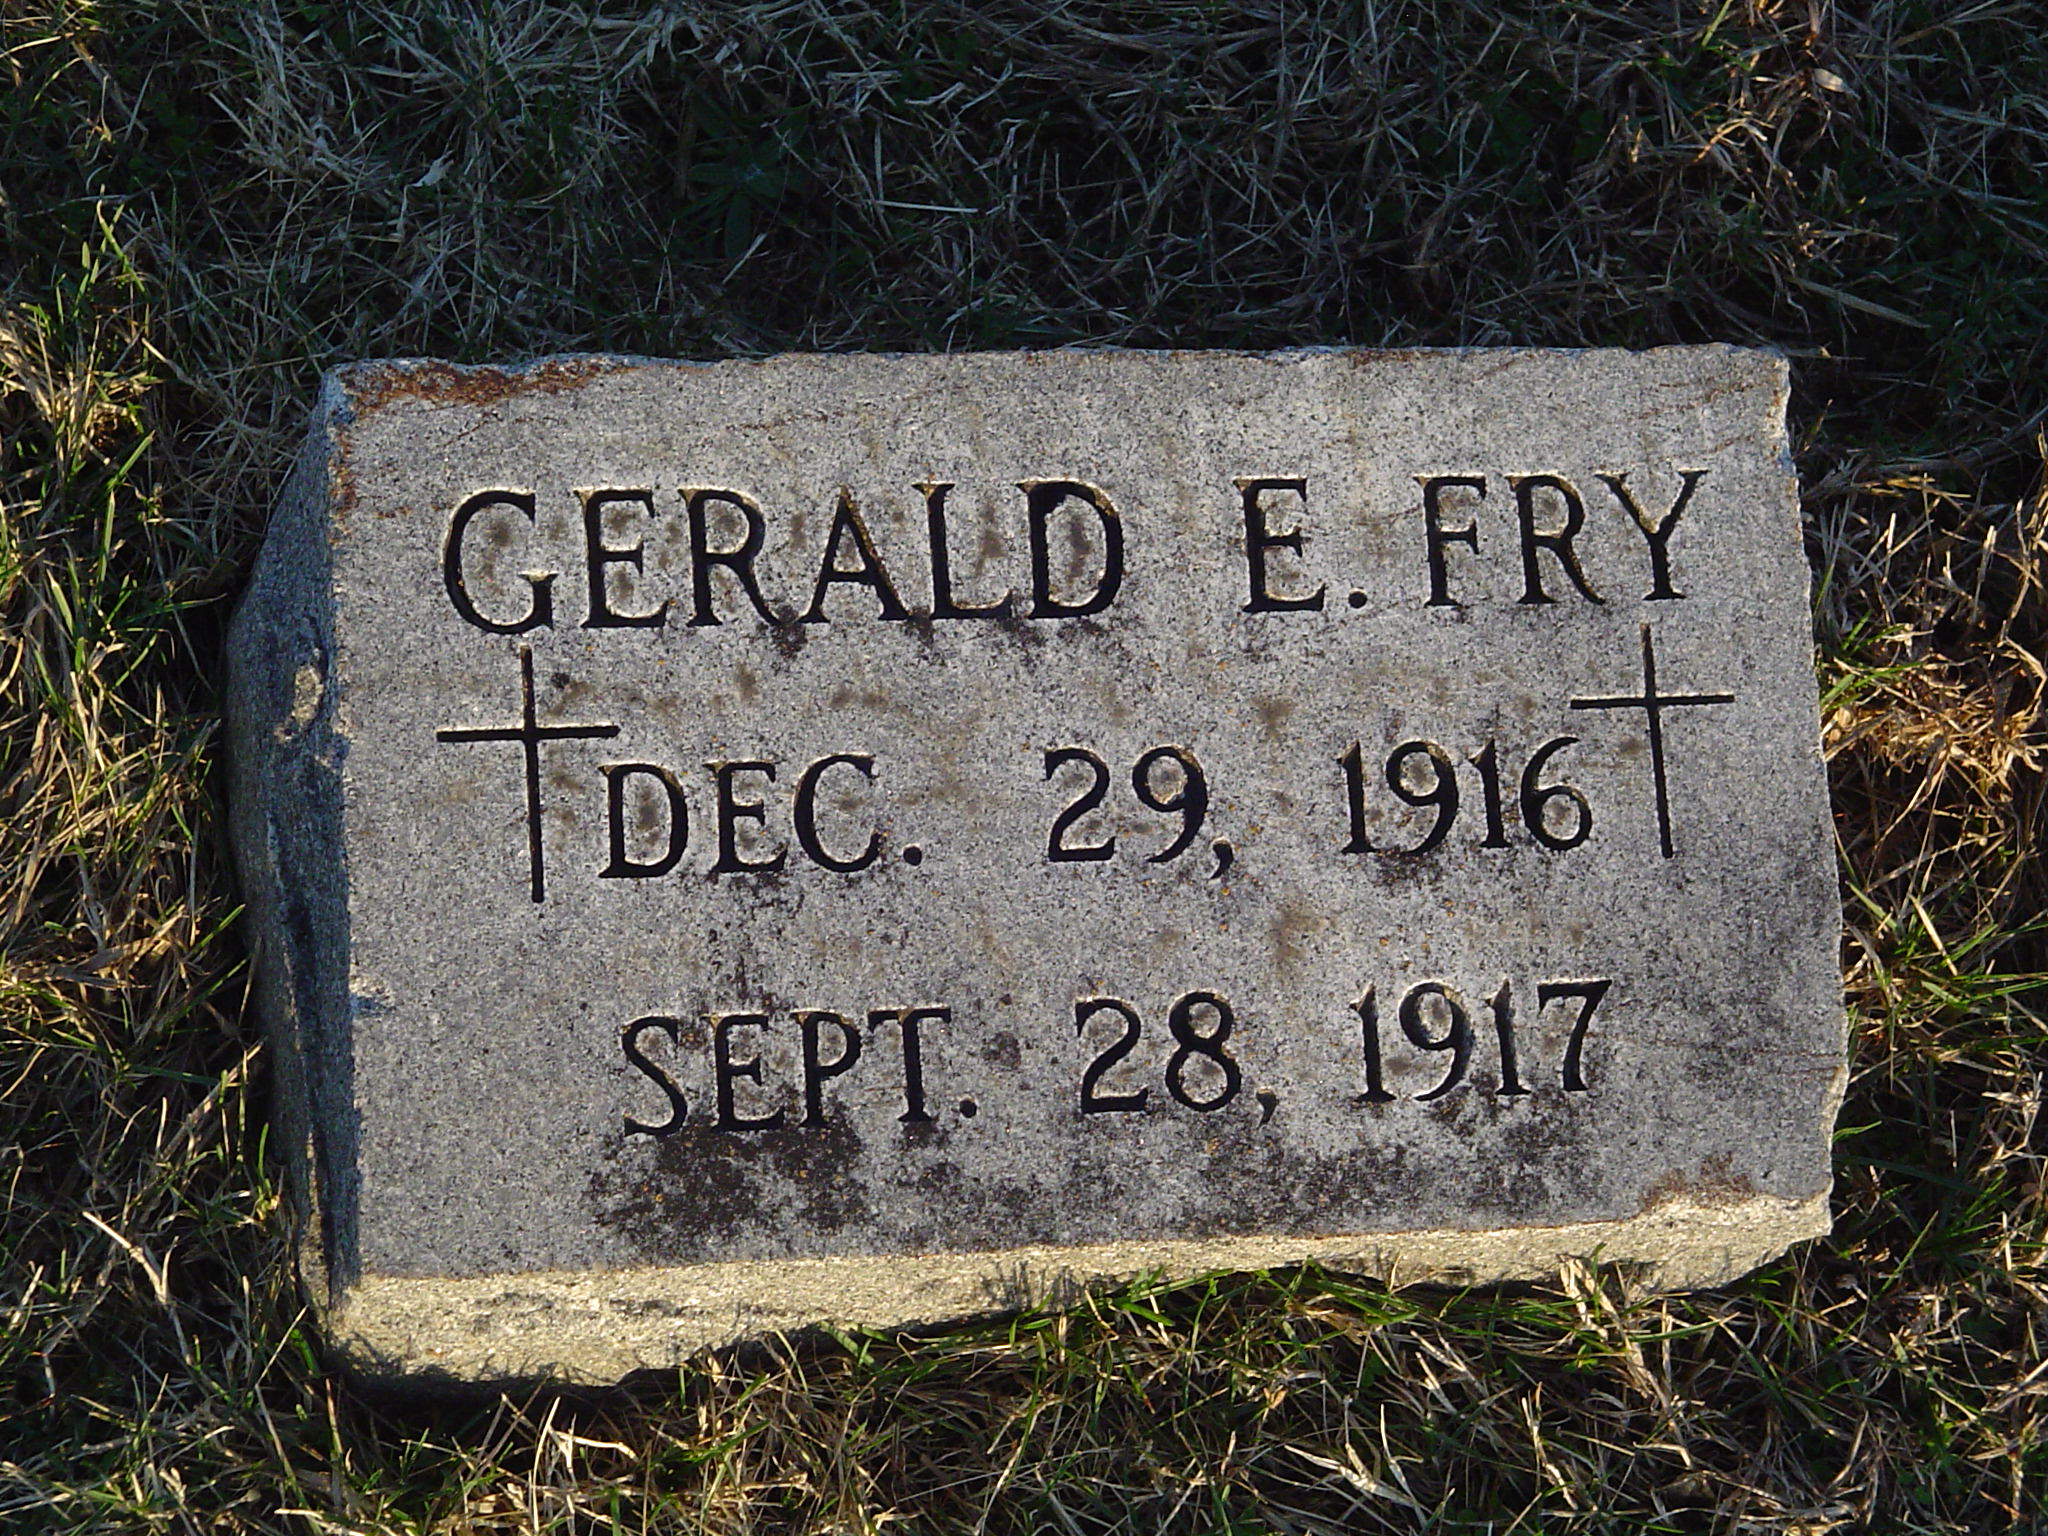 GERALD E. FRY
DEC. 29, 1916
SEPT. 28, 1917